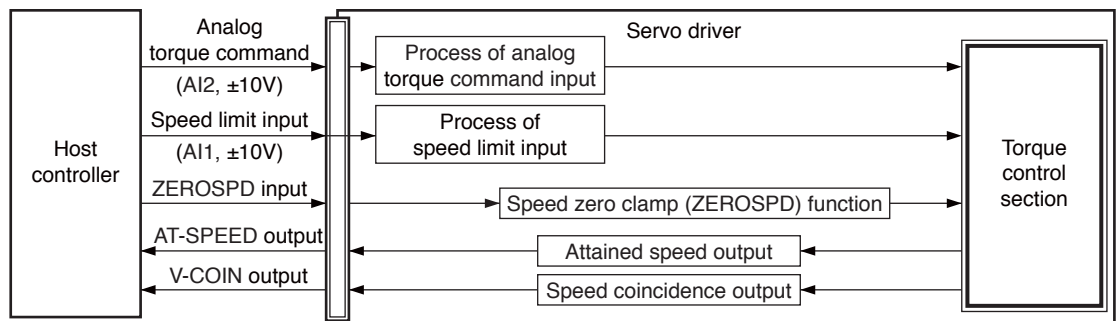 Host
controller
Analog
torque command
(AI2, ±10V)
Speed limit input
(AI1, ±10V)
ZEROSPD input
AT-SPEED output
V-COIN output
Servo driver
Process of analog
torque command input
Process of
speed limit input
Speed zero clamp (ZEROSPD) function
Attained speed output
Speed coincidence output
Torque
control
section